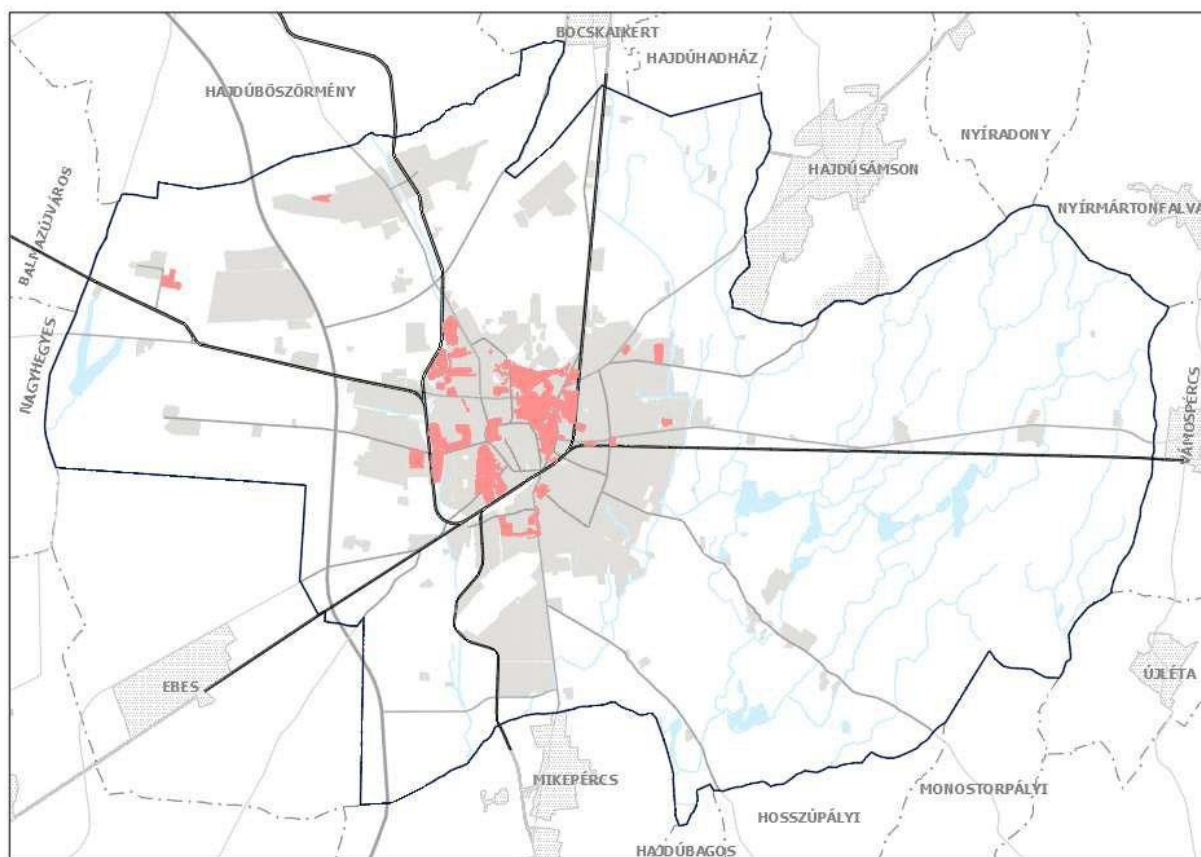 BOCSKAIKERT
HAJDÚHADHÁZ
HAJDÚBÖSZÖRMÉNY
NYÍRADONY
HAJDÚSÁMSON
NYÍRMÁRTONFALVA
BALMAZÚJVÁROS
NAGYHEGYES
VÁMOSPÉRCS
EBES
ÚJLÉTA
MIKEPÉRCS
MONOSTORPÁLYI
HOSSZÚPÁLYI
HAJDÚBAGOS